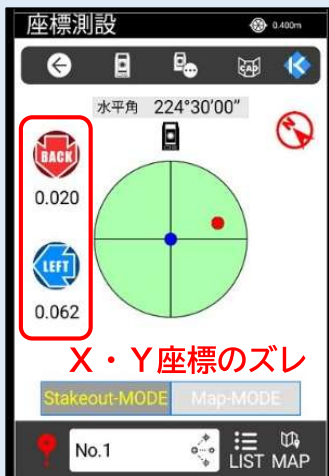 座標測設 0.400m
CAD
水平角 224°30'00"
N
BACK
0.020
LEFT
0.062
X・Y座標のズレ
Stakeout-MODE Map-MODE
No.1 LIST MAP